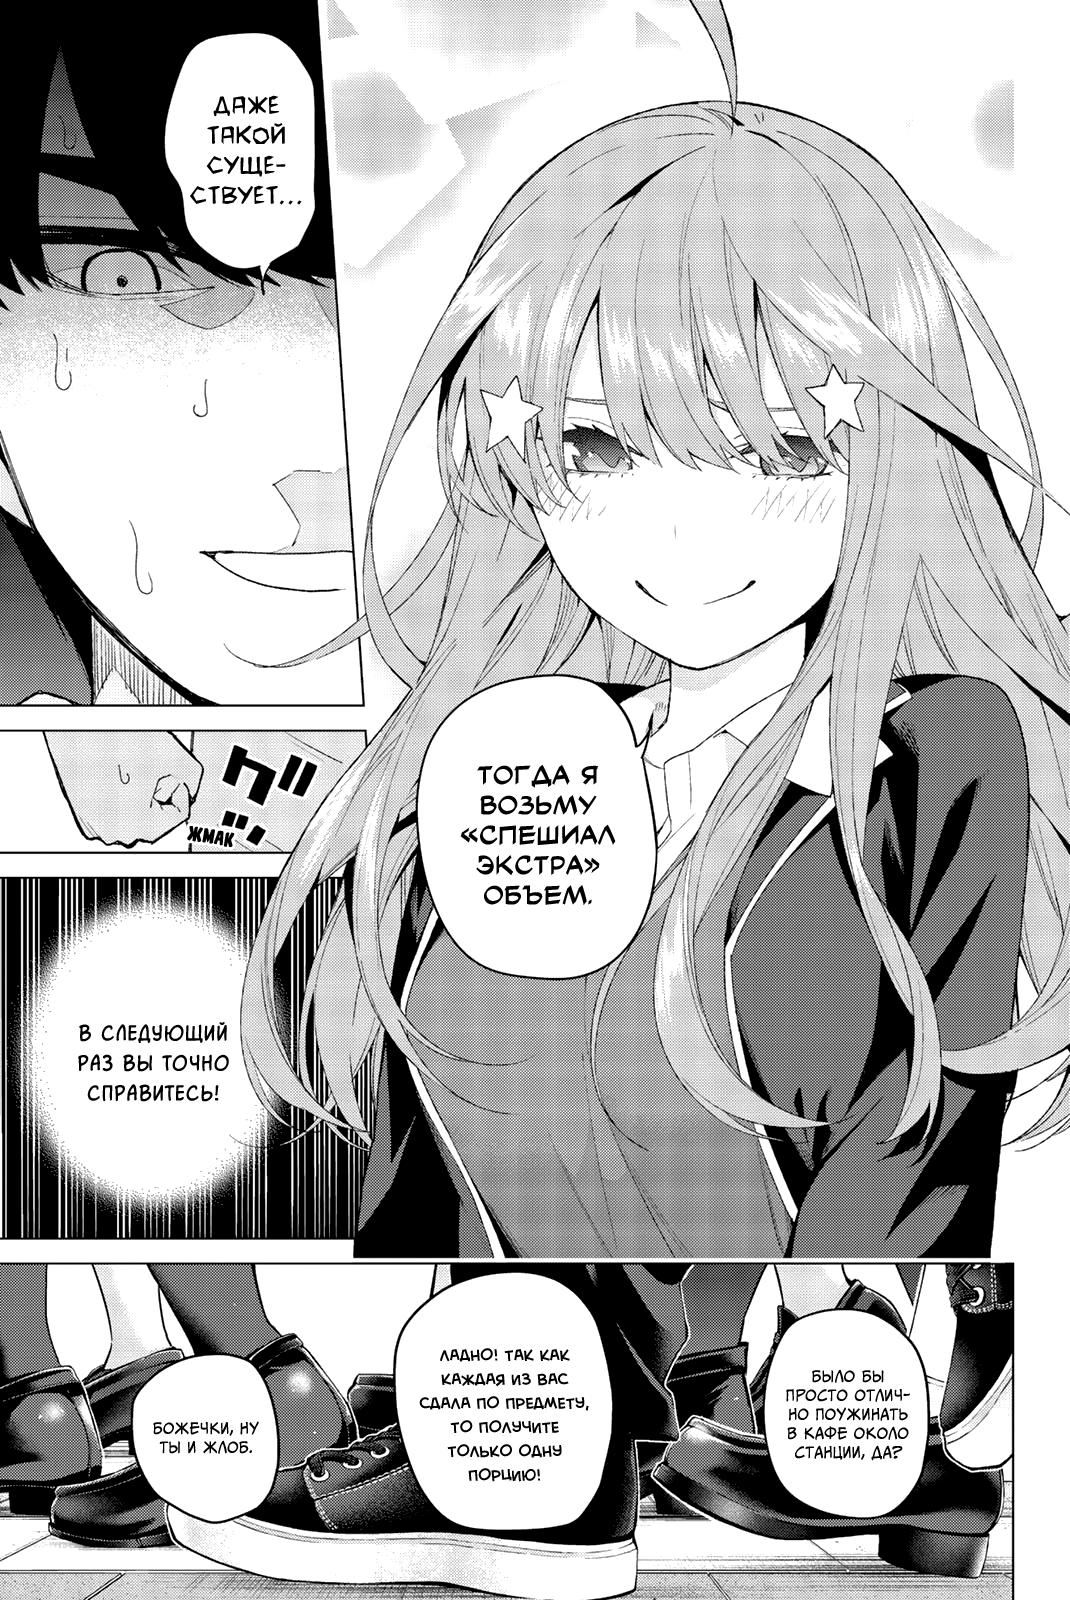 ТОГДА Я
ВОЗЬМУ
«СПЕШИАЛ
ЭКСТРА»
ОБЪЕМ.
ДАЖЕ
ТАКОЙ
СУЩЕ-
СТВУЕТ...
グッ
ЖМАК
В СЛЕДУЮЩИЙ
РАЗ ВЫ ТОЧНО
СПРАВИТЕСЬ!
БЫЛО БЫ
ПРОСТО ОТЛИЧ-
НО ПОУЖИНАТЬ
В КАФЕ ОКОЛО
СТАНЦИИ, ДА?
ЛАДНО! ТАК КАК
КАЖДАЯ ИЗ ВАС
СДАЛА ПО ПРЕДМЕТУ,
ТО ПОЛУЧИТЕ
ТОЛЬКО ОДНУ
ПОРЦИЮ!
БОЖЕЧКИ, НУ
ТЫ И ЖЛОБ.